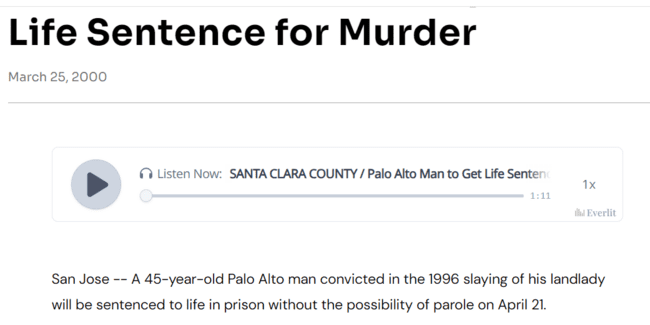 Life Sentence for Murder
March 25, 2000
Listen Now: SANTA CLARA COUNTY / Palo Alto Man to Get Life Senten
1x
1:11
Everlit
San Jose -- A 45-year-old Palo Alto man convicted in the 1996 slaying of his landlady
will be sentenced to life in prison without the possibility of parole on April 21.